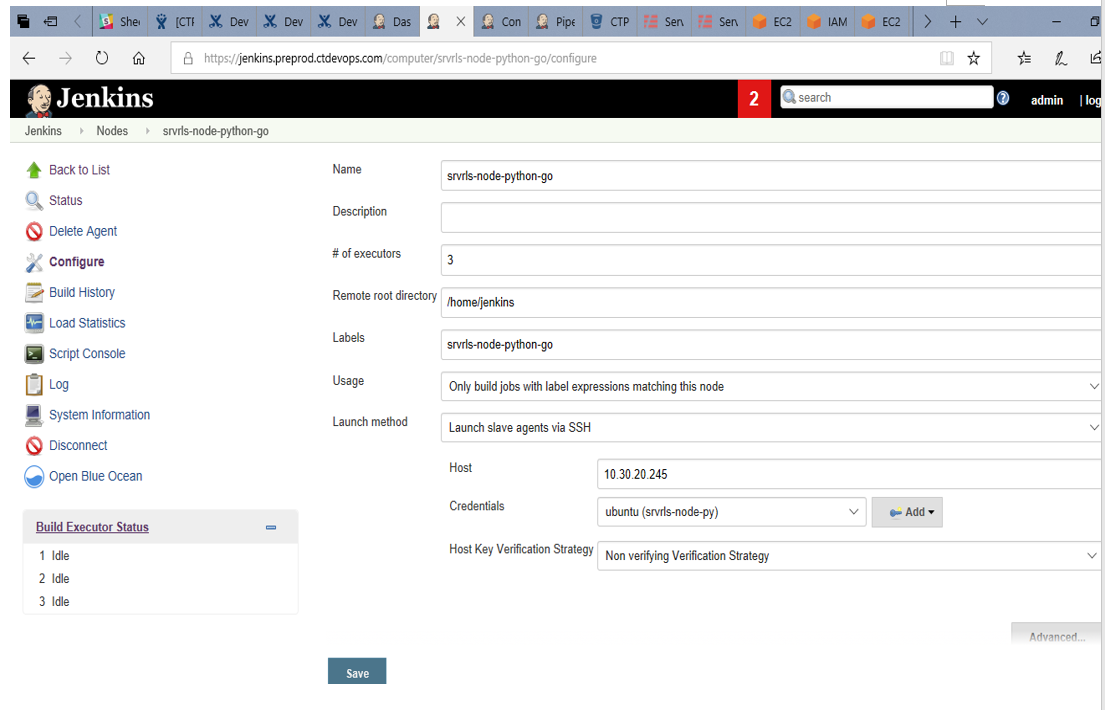 She
[CTF
Dev
Dev
Dev
Das
Con
Pipe
CTP
Serv
Serv
EC2
IAM
EC2
https://jenkins.preprod.ctdevops.com/computer/srvrls-node-python-go/configure
Jenkins
2
search
admin
| log
Jenkins
Nodes
srvrls-node-python-go
Back to List
Status
Delete Agent
Configure
Build History
Load Statistics
Script Console
Log
System Information
Disconnect
Open Blue Ocean
Build Executor Status
1 Idle
2 Idle
3 Idle
Name
srvrls-node-python-go
Description
# of executors
3
Remote root directory
/home/jenkins
Labels
srvrls-node-python-go
Usage
Only build jobs with label expressions matching this node
Launch method
Launch slave agents via SSH
Host
10.30.20.245
Credentials
ubuntu (srvrls-node-py)
Add
Host Key Verification Strategy
Non verifying Verification Strategy
Advanced...
Save